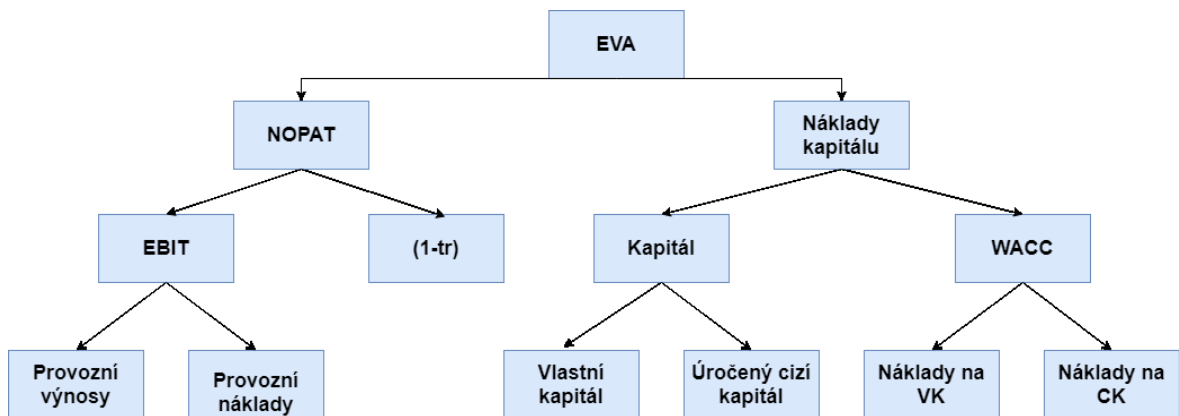 EVA
NOPAT
Náklady
kapitálu
EBIT
(1-tr)
Kapitál
WACC
Provozní
výnosy
Provozní
náklady
Vlastní
kapitál
Úročený cizí
kapitál
Náklady na
VK
Náklady na
CK